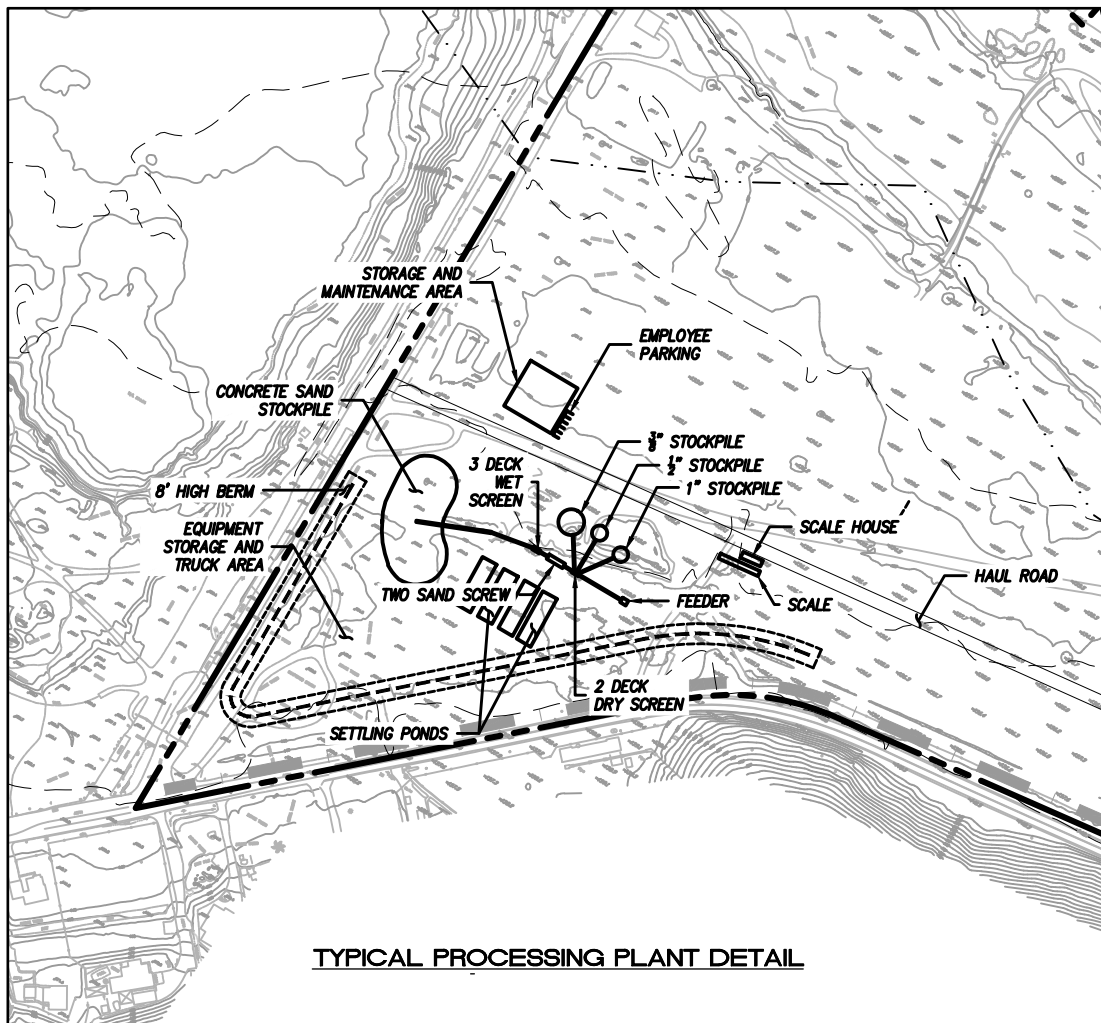 STORAGE AND
MAINTENANCE AREA
EMPLOYEE
PARKING
CONCRETE SAND
STOCKPILE
3/8" STOCKPILE
1/2" STOCKPILE
1" STOCKPILE
3 DECK
WET
SCREEN
8' HIGH BERM
EQUIPMENT
STORAGE AND
TRUCK AREA
SCALE HOUSE
HAUL ROAD
TWO SAND SCREW
FEEDER
SCALE
2 DECK
DRY SCREEN
SETTLING PONDS
TYPICAL PROCESSING PLANT DETAIL